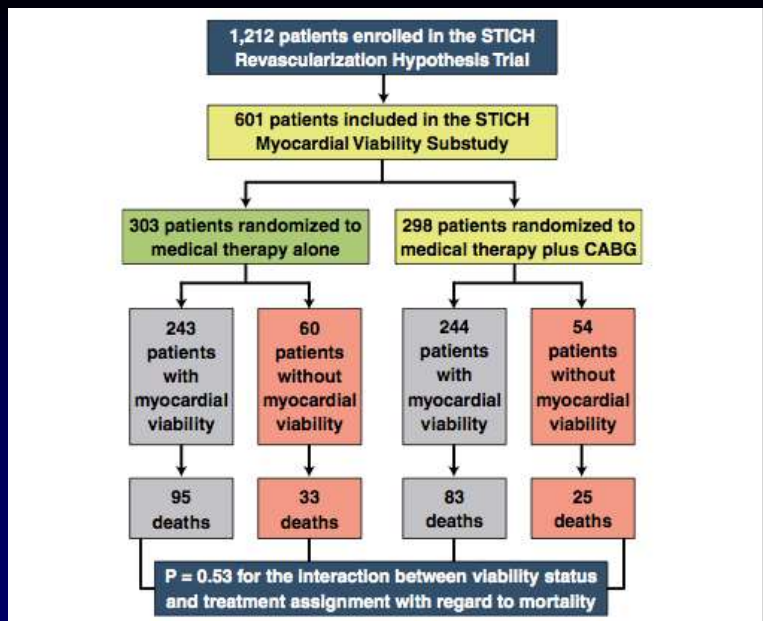 1,212 patients enrolled in the STICH
Revascularization Hypothesis Trial
601 patients included in the STICH
Myocardial Viability Substudy
303 patients randomized to
medical therapy alone
298 patients randomized to
medical therapy plus CABG
243
patients
with
myocardial
viability
60
patients
without
myocardial
viability
244
patients
with
myocardial
viability
54
patients
without
myocardial
viability
95
deaths
33
deaths
83
deaths
25
deaths
P = 0.53 for the interaction between viability status
and treatment assignment with regard to mortality